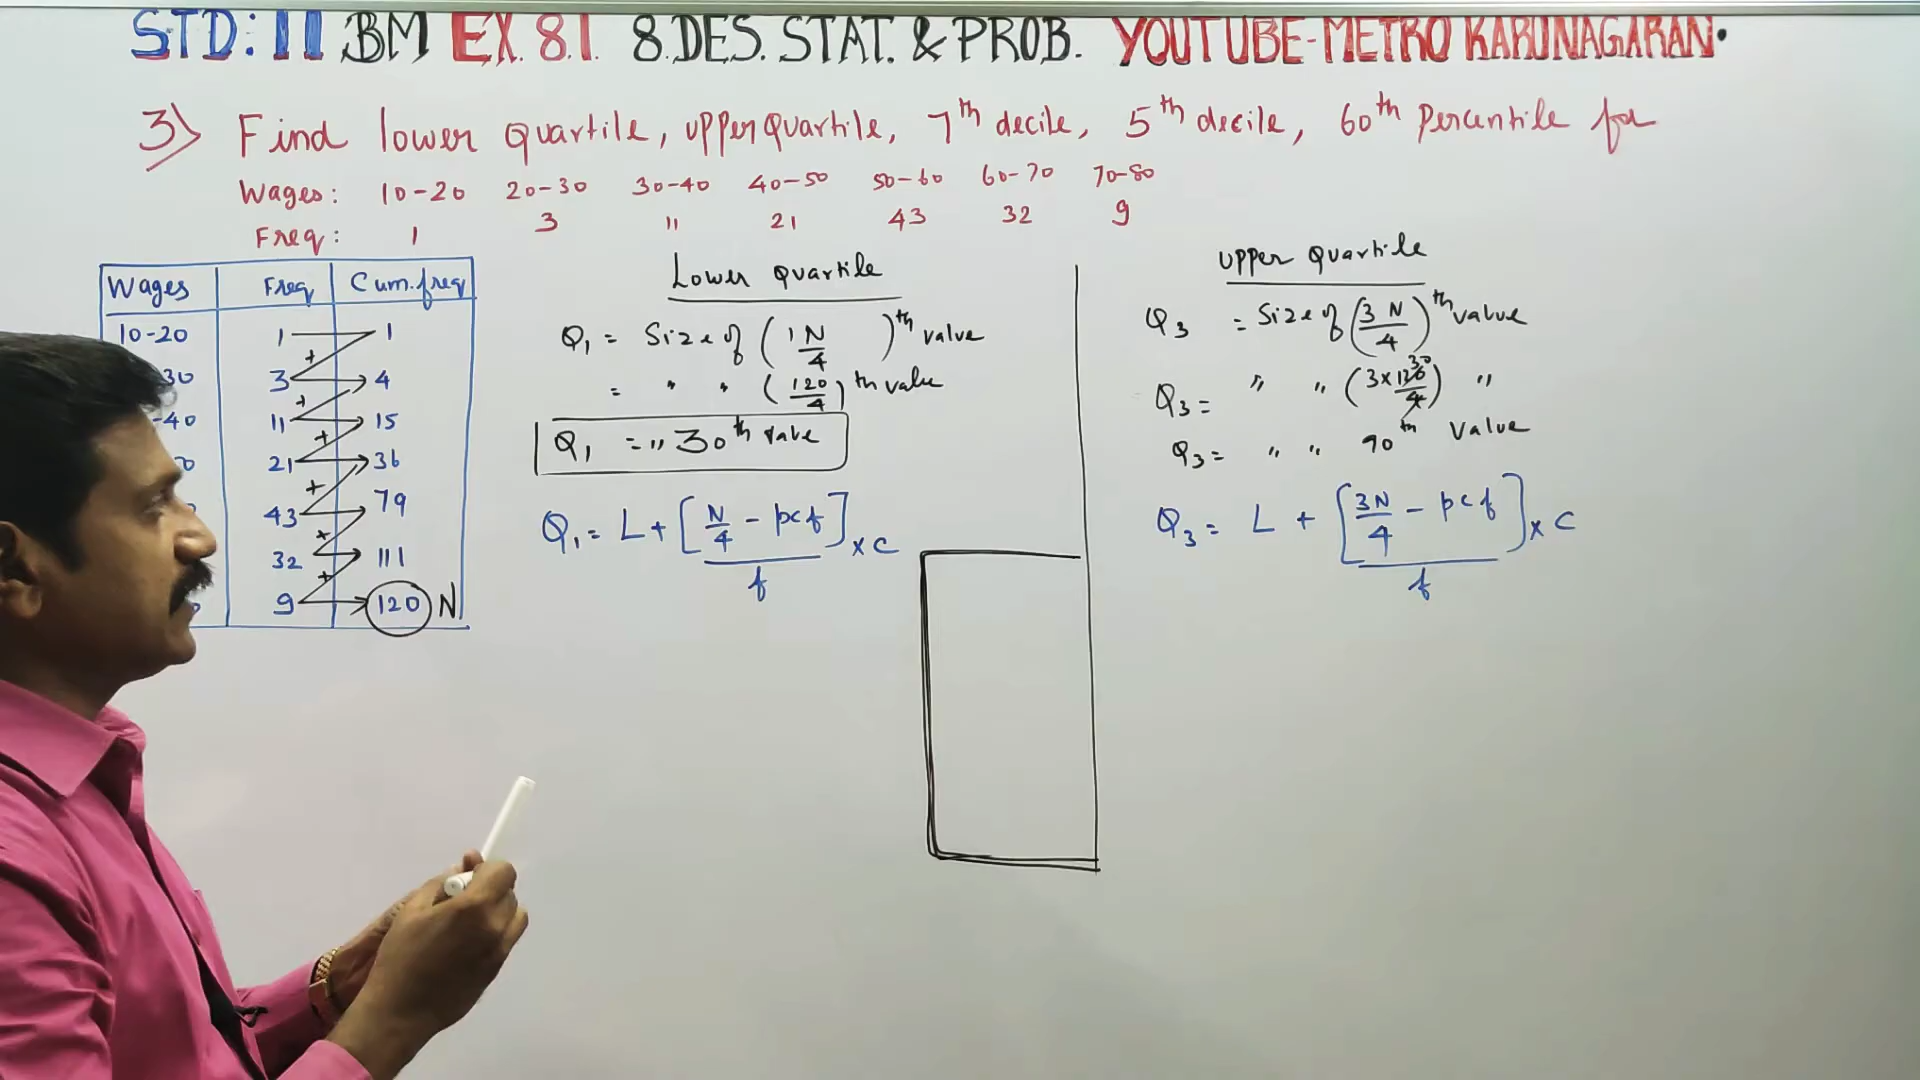 STD: 11 BM EX. 8.1. 8.DES. STAT. & PROB. YOUTUBE-METRO KARUNAGARAN.
3) Find lower quartile, upper quartile, 7th decile, 5th decile, 60th Percentile for
Wages: 10-20 20-30 30-40 40-50 50-60 60-70 70-80
Freq: 1 3 11 21 43 32 9
Wages Freq Cum.freq
10-20 1 1
30 3 4
-40 11 15
0 21 36
43 79
32 111
9 120 N
Lower quartile
Q1 = Size of (1N/4)th value
= " " (120/4)th value
Q1 = " 30th value
Q1 = L + [N/4 - pcf]/f x C
Upper Quartile
Q3 = Size of (3N/4)th value
Q3 = " " (3x120/4) " 30
Q3 = " " 90th value
Q3 = L + [3N/4 - pcf]/f x C